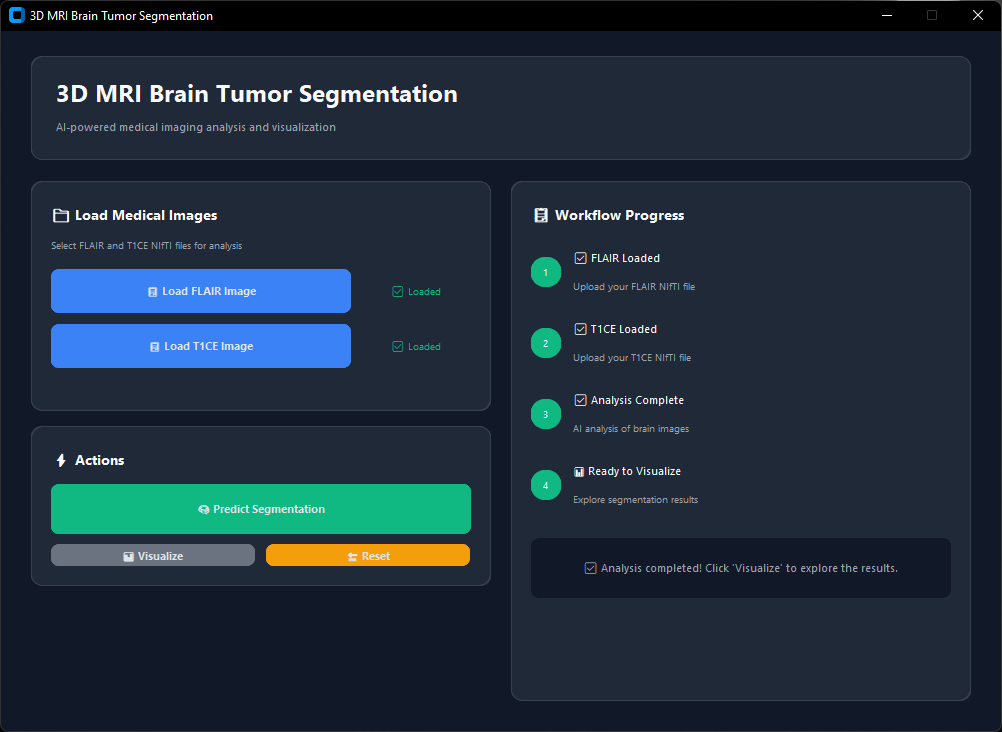 3D MRI Brain Tumor Segmentation
3D MRI Brain Tumor Segmentation
AI-powered medical imaging analysis and visualization
Load Medical Images
Select FLAIR and T1CE NIfTI files for analysis
Load FLAIR Image
Loaded
Load T1CE Image
Loaded
Actions
Predict Segmentation
Visualize
Reset
Workflow Progress
1
FLAIR Loaded
Upload your FLAIR NIfTI file
2
T1CE Loaded
Upload your T1CE NIfTI file
3
Analysis Complete
AI analysis of brain images
4
Ready to Visualize
Explore segmentation results
Analysis completed! Click 'Visualize' to explore the results.